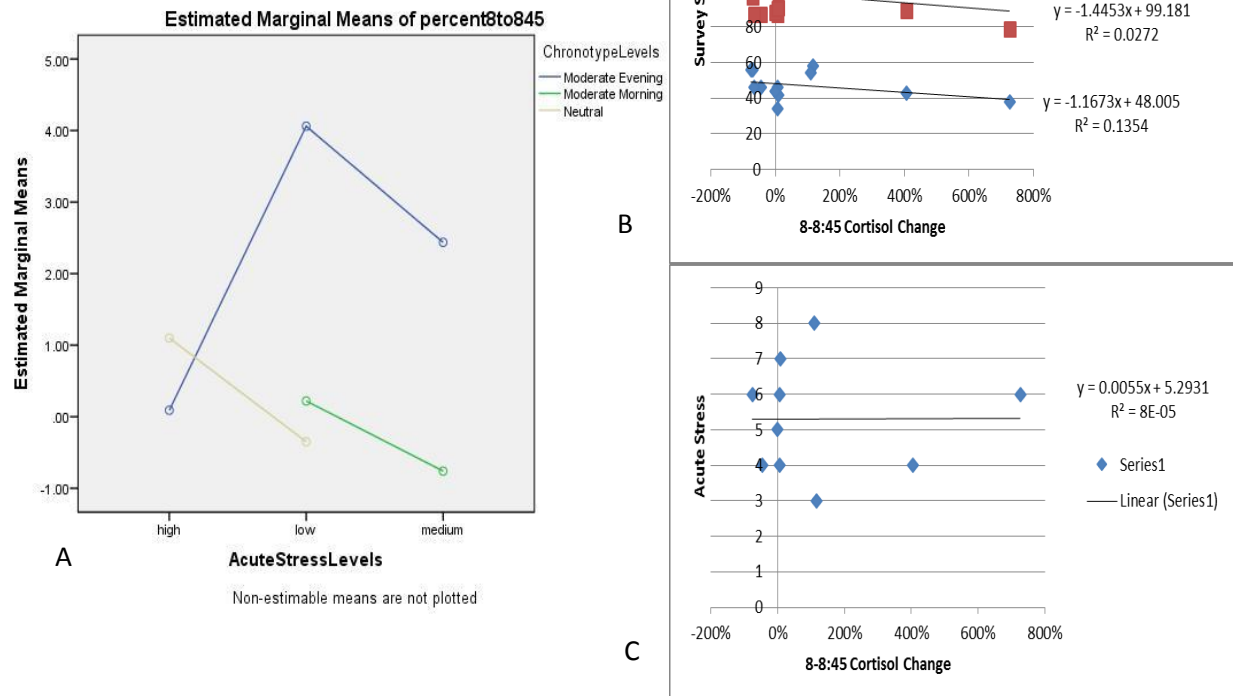 Estimated Marginal Means of percent8to845
Estimated Marginal Means
5.00
4.00
3.00
2.00
1.00
.00
-1.00
high
low
medium
AcuteStressLevels
Non-estimable means are not plotted
ChronotypeLevels
Moderate Evening
Moderate Morning
Neutral
A
Survey S
80
60
40
20
0
-200%
0%
200%
400%
600%
800%
8-8:45 Cortisol Change
y = -1.4453x + 99.181
R² = 0.0272
y = -1.1673x + 48.005
R² = 0.1354
B
Acute Stress
9
8
7
6
5
4
3
2
1
0
-200%
0%
200%
400%
600%
800%
8-8:45 Cortisol Change
y = 0.0055x + 5.2931
R² = 8E-05
Series1
Linear (Series1)
C